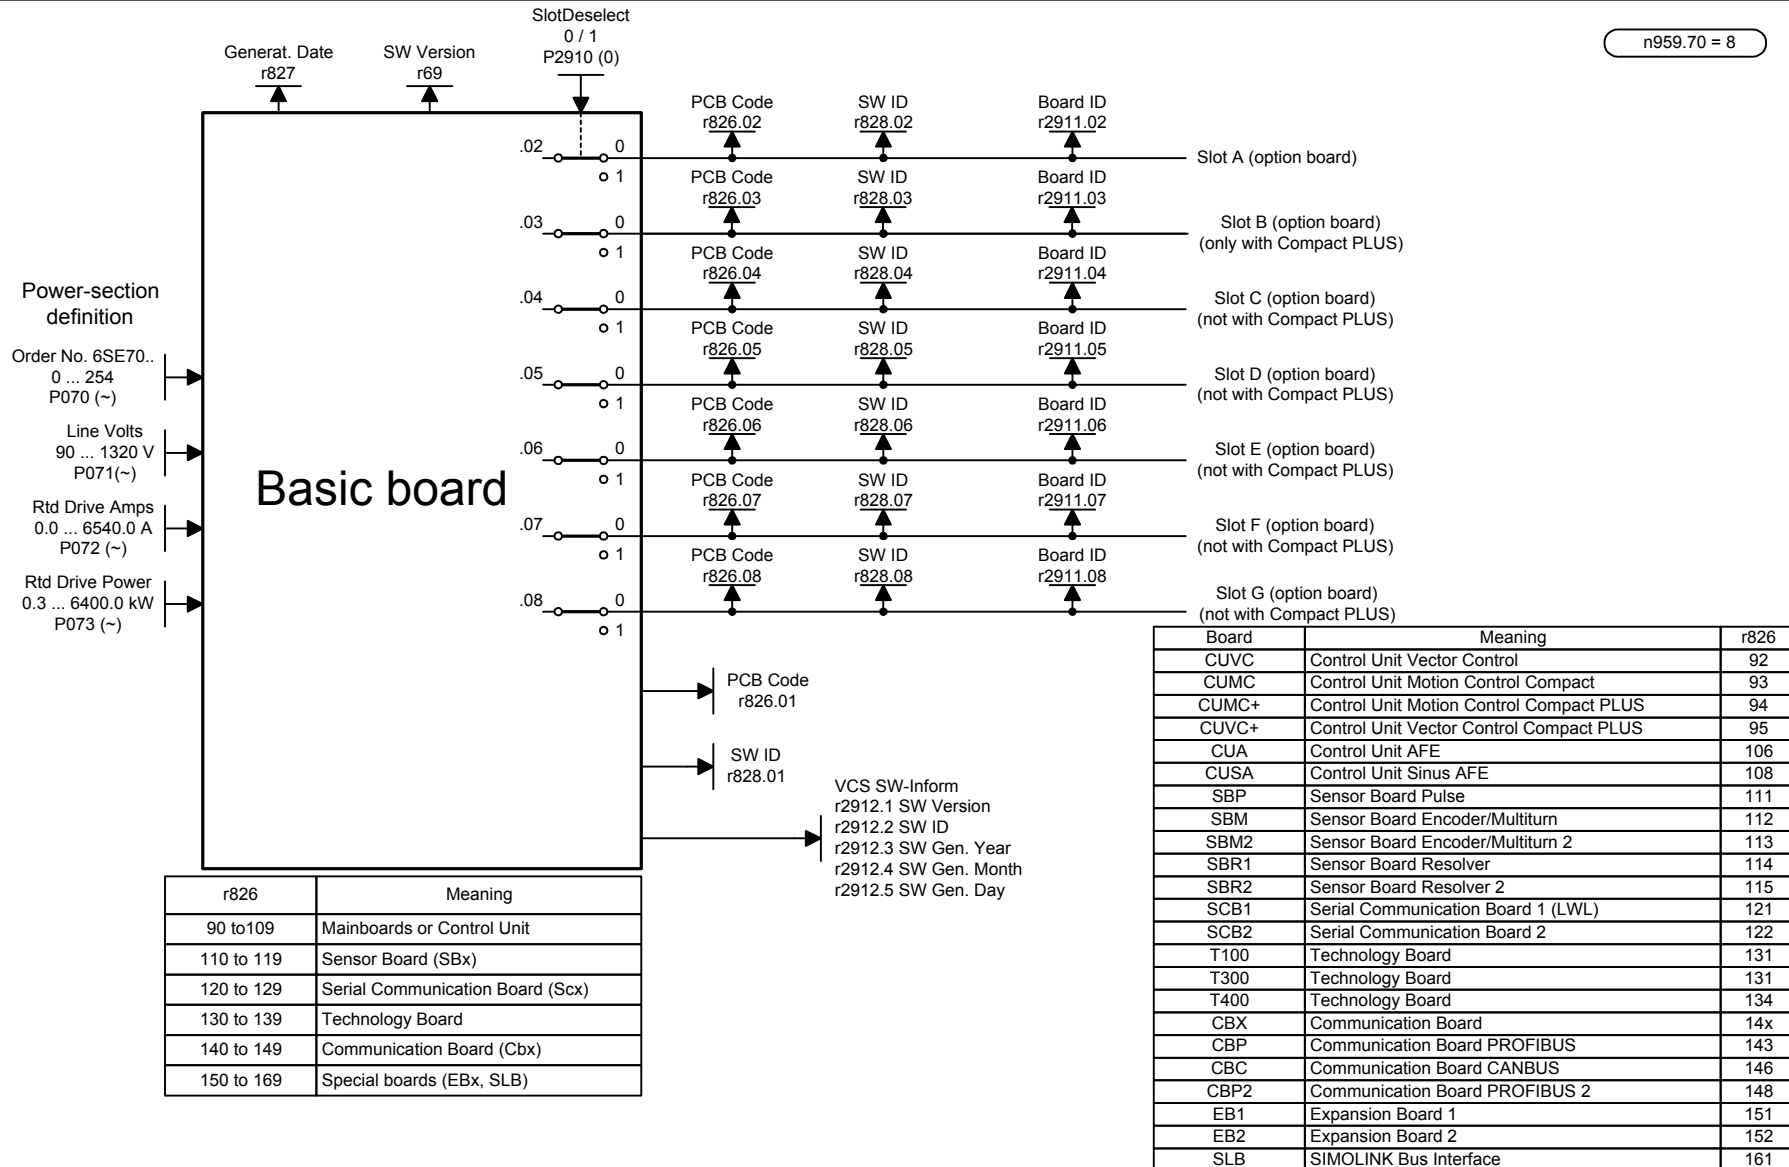 SlotDeselect
0 / 1
P2910 (0)
Generat. Date
r827
SW Version
r69
n959.70 = 8
PCB Code
r826.02
SW ID
r828.02
Board ID
r2911.02
.02
0
1
Slot A (option board)
PCB Code
r826.03
SW ID
r828.03
Board ID
r2911.03
.03
0
1
Slot B (option board)
(only with Compact PLUS)
PCB Code
r826.04
SW ID
r828.04
Board ID
r2911.04
.04
0
1
Slot C (option board)
(not with Compact PLUS)
PCB Code
r826.05
SW ID
r828.05
Board ID
r2911.05
.05
0
1
Slot D (option board)
(not with Compact PLUS)
PCB Code
r826.06
SW ID
r828.06
Board ID
r2911.06
.06
0
1
Slot E (option board)
(not with Compact PLUS)
PCB Code
r826.07
SW ID
r828.07
Board ID
r2911.07
.07
0
1
Slot F (option board)
(not with Compact PLUS)
PCB Code
r826.08
SW ID
r828.08
Board ID
r2911.08
.08
0
1
Slot G (option board)
(not with Compact PLUS)
Power-section
definition
Order No. 6SE70..
0 ... 254
P070 (~)
Line Volts
90 ... 1320 V
P071(~)
Rtd Drive Amps
0.0 ... 6540.0 A
P072 (~)
Rtd Drive Power
0.3 ... 6400.0 kW
P073 (~)
Basic board
PCB Code
r826.01
SW ID
r828.01
VCS SW-Inform
r2912.1 SW Version
r2912.2 SW ID
r2912.3 SW Gen. Year
r2912.4 SW Gen. Month
r2912.5 SW Gen. Day
r826 Meaning
90 to109 Mainboards or Control Unit
110 to 119 Sensor Board (SBx)
120 to 129 Serial Communication Board (Scx)
130 to 139 Technology Board
140 to 149 Communication Board (Cbx)
150 to 169 Special boards (EBx, SLB)
Board Meaning r826
CUVC Control Unit Vector Control 92
CUMC Control Unit Motion Control Compact 93
CUMC+ Control Unit Motion Control Compact PLUS 94
CUVC+ Control Unit Vector Control Compact PLUS 95
CUA Control Unit AFE 106
CUSA Control Unit Sinus AFE 108
SBP Sensor Board Pulse 111
SBM Sensor Board Encoder/Multiturn 112
SBM2 Sensor Board Encoder/Multiturn 2 113
SBR1 Sensor Board Resolver 114
SBR2 Sensor Board Resolver 2 115
SCB1 Serial Communication Board 1 (LWL) 121
SCB2 Serial Communication Board 2 122
T100 Technology Board 131
T300 Technology Board 131
T400 Technology Board 134
CBX Communication Board 14x
CBP Communication Board PROFIBUS 143
CBC Communication Board CANBUS 146
CBP2 Communication Board PROFIBUS 2 148
EB1 Expansion Board 1 151
EB2 Expansion Board 2 152
SLB SIMOLINK Bus Interface 161